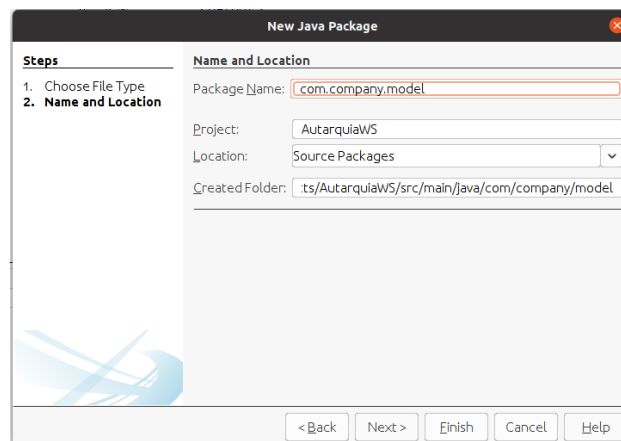 New Java Package
Steps
1. Choose File Type
2. Name and Location
Name and Location
Package Name: com.company.model
Project: AutarquiaWS
Location: Source Packages
Created Folder: :ts/AutarquiaWS/src/main/java/com/company/model
< Back Next > Finish Cancel Help